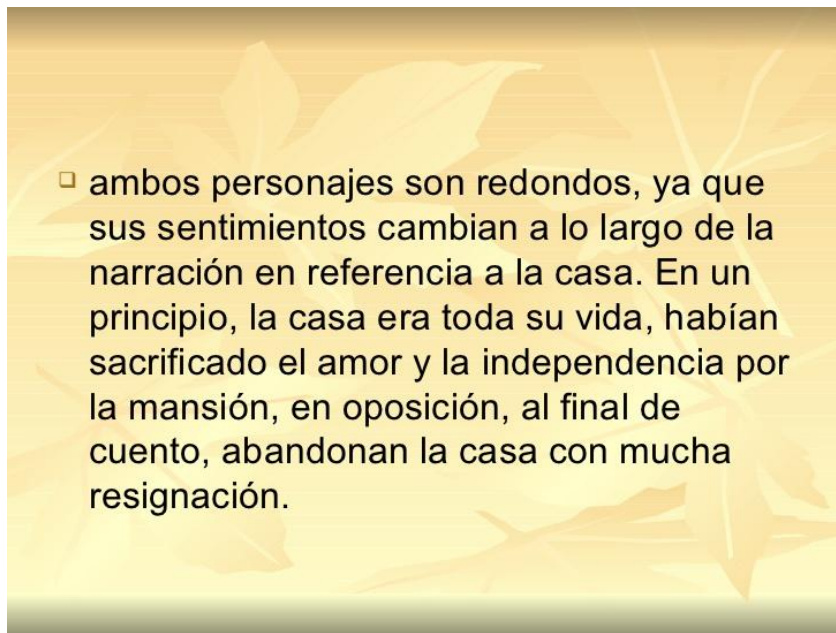 ambos personajes son redondos, ya que
sus sentimientos cambian a lo largo de la
narración en referencia a la casa. En un
principio, la casa era toda su vida, habían
sacrificado el amor y la independencia por
la mansión, en oposición, al final de
cuento, abandonan la casa con mucha
resignación.